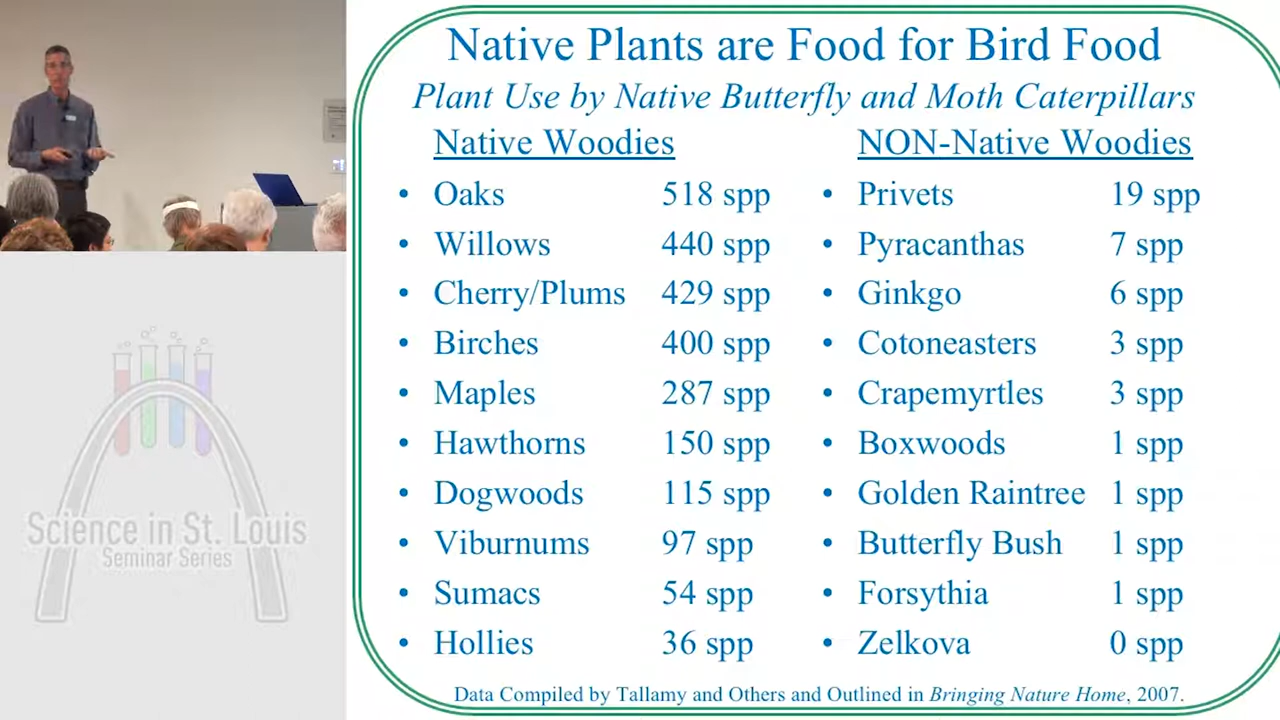 Native Plants are Food for Bird Food
Plant Use by Native Butterfly and Moth Caterpillars
Native Woodies
• Oaks 518 spp
• Willows 440 spp
• Cherry/Plums 429 spp
• Birches 400 spp
• Maples 287 spp
• Hawthorns 150 spp
• Dogwoods 115 spp
• Viburnums 97 spp
• Sumacs 54 spp
• Hollies 36 spp
NON-Native Woodies
• Privets 19 spp
• Pyracanthas 7 spp
• Ginkgo 6 spp
• Cotoneasters 3 spp
• Crapemyrtles 3 spp
• Boxwoods 1 spp
• Golden Raintree 1 spp
• Butterfly Bush 1 spp
• Forsythia 1 spp
• Zelkova 0 spp
Data Compiled by Tallamy and Others and Outlined in Bringing Nature Home, 2007.
Science in St. Louis
Seminar Series